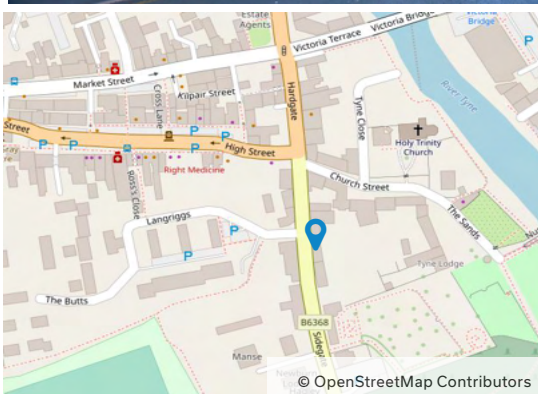 Estate
Agents
Victoria Terrace
Victoria Bridge
Victoria
Bridge
P
Market Street
Cross Lane
Kilpair Street
Hardgate
River Tyne
Tyne Close
Street
P
P
P
P
P
High Street
Holy Trinity
Church
Right Medicine
Ross's Close
Church Street
Langriggs
P
The Sands
P
Tyne Lodge
The Butts
B6368
Sidegate
Manse
© OpenStreetMap Contributors